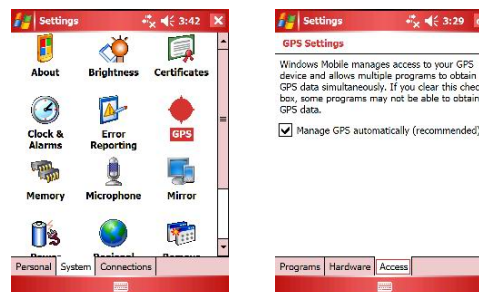 Settings 3:42
About Brightness Certificates
Clock & Error GPS
Alarms Reporting
Memory Microphone Mirror
Personal System Connections
Settings 3:29
GPS Settings
Windows Mobile manages access to your GPS
device and allows multiple programs to obtain
GPS data simultaneously. If you clear this chec
box, some programs may not be able to obtain
GPS data.
Manage GPS automatically (recommended)
Programs Hardware Access